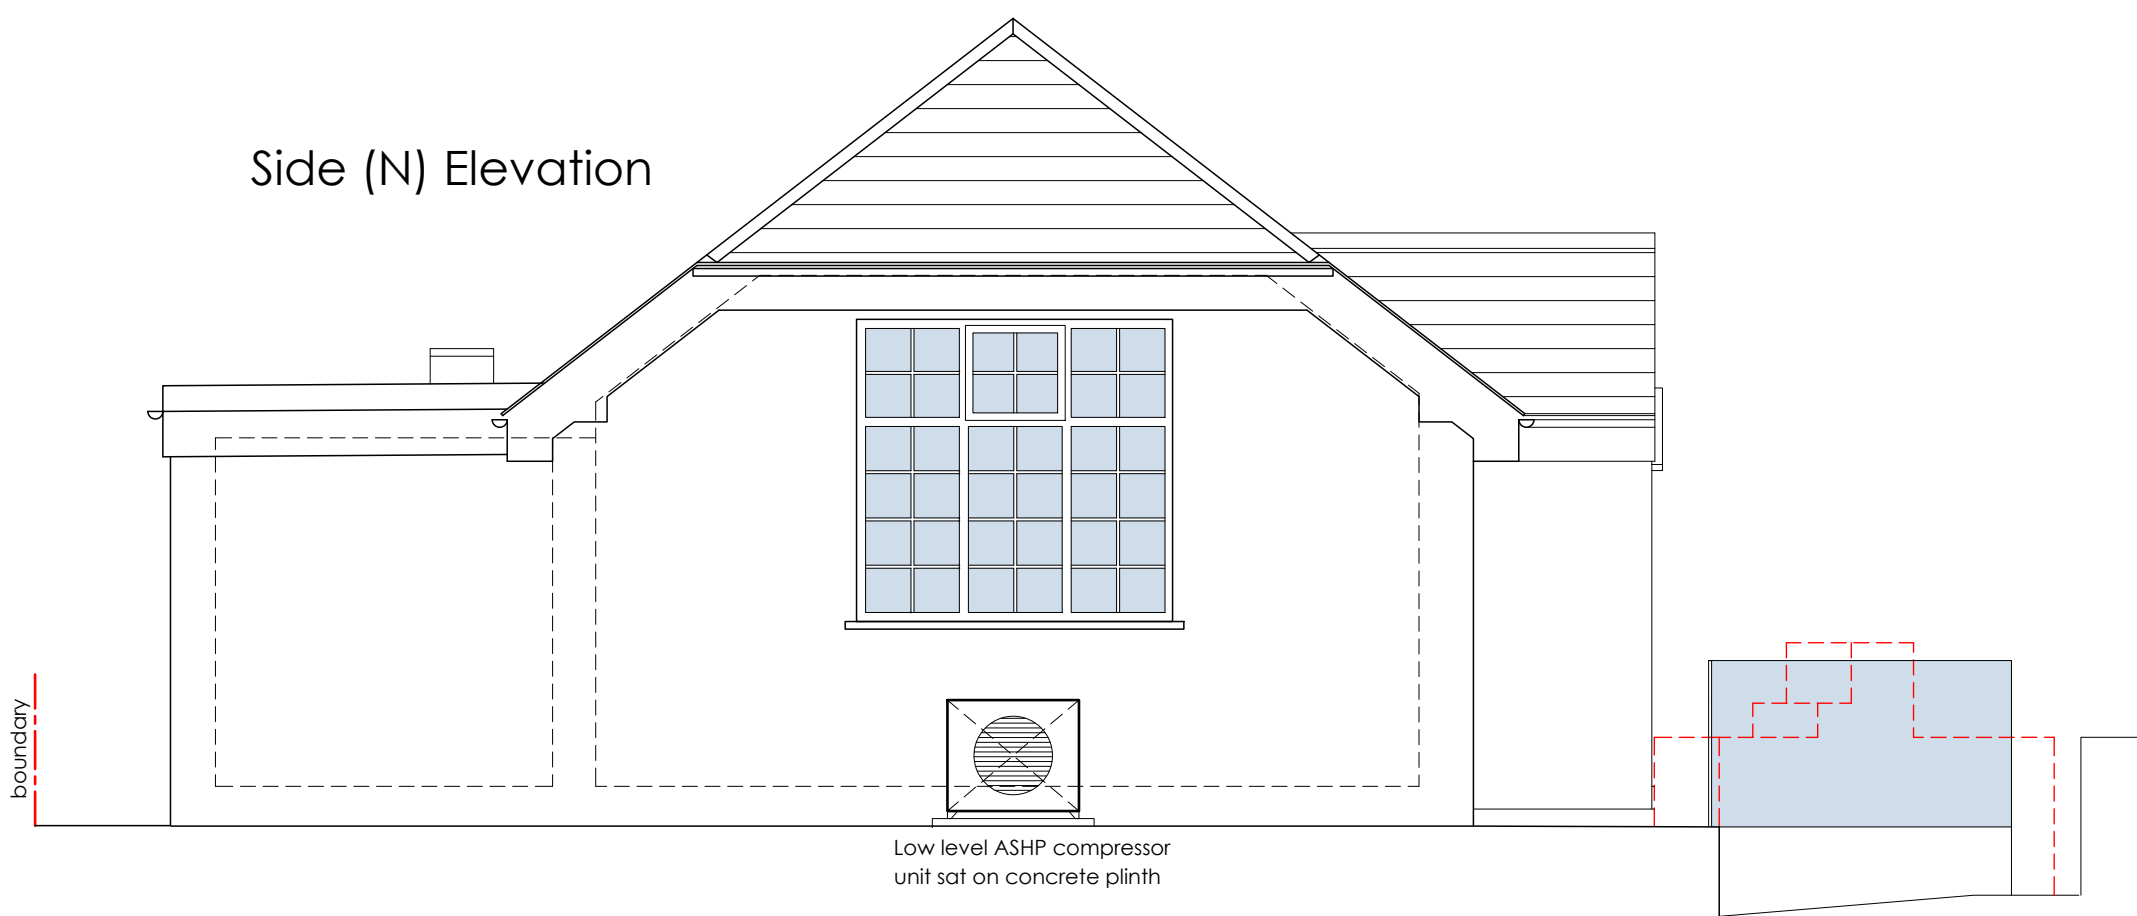 Side (N) Elevation
boundary
Low level ASHP compressor
unit sat on concrete plinth